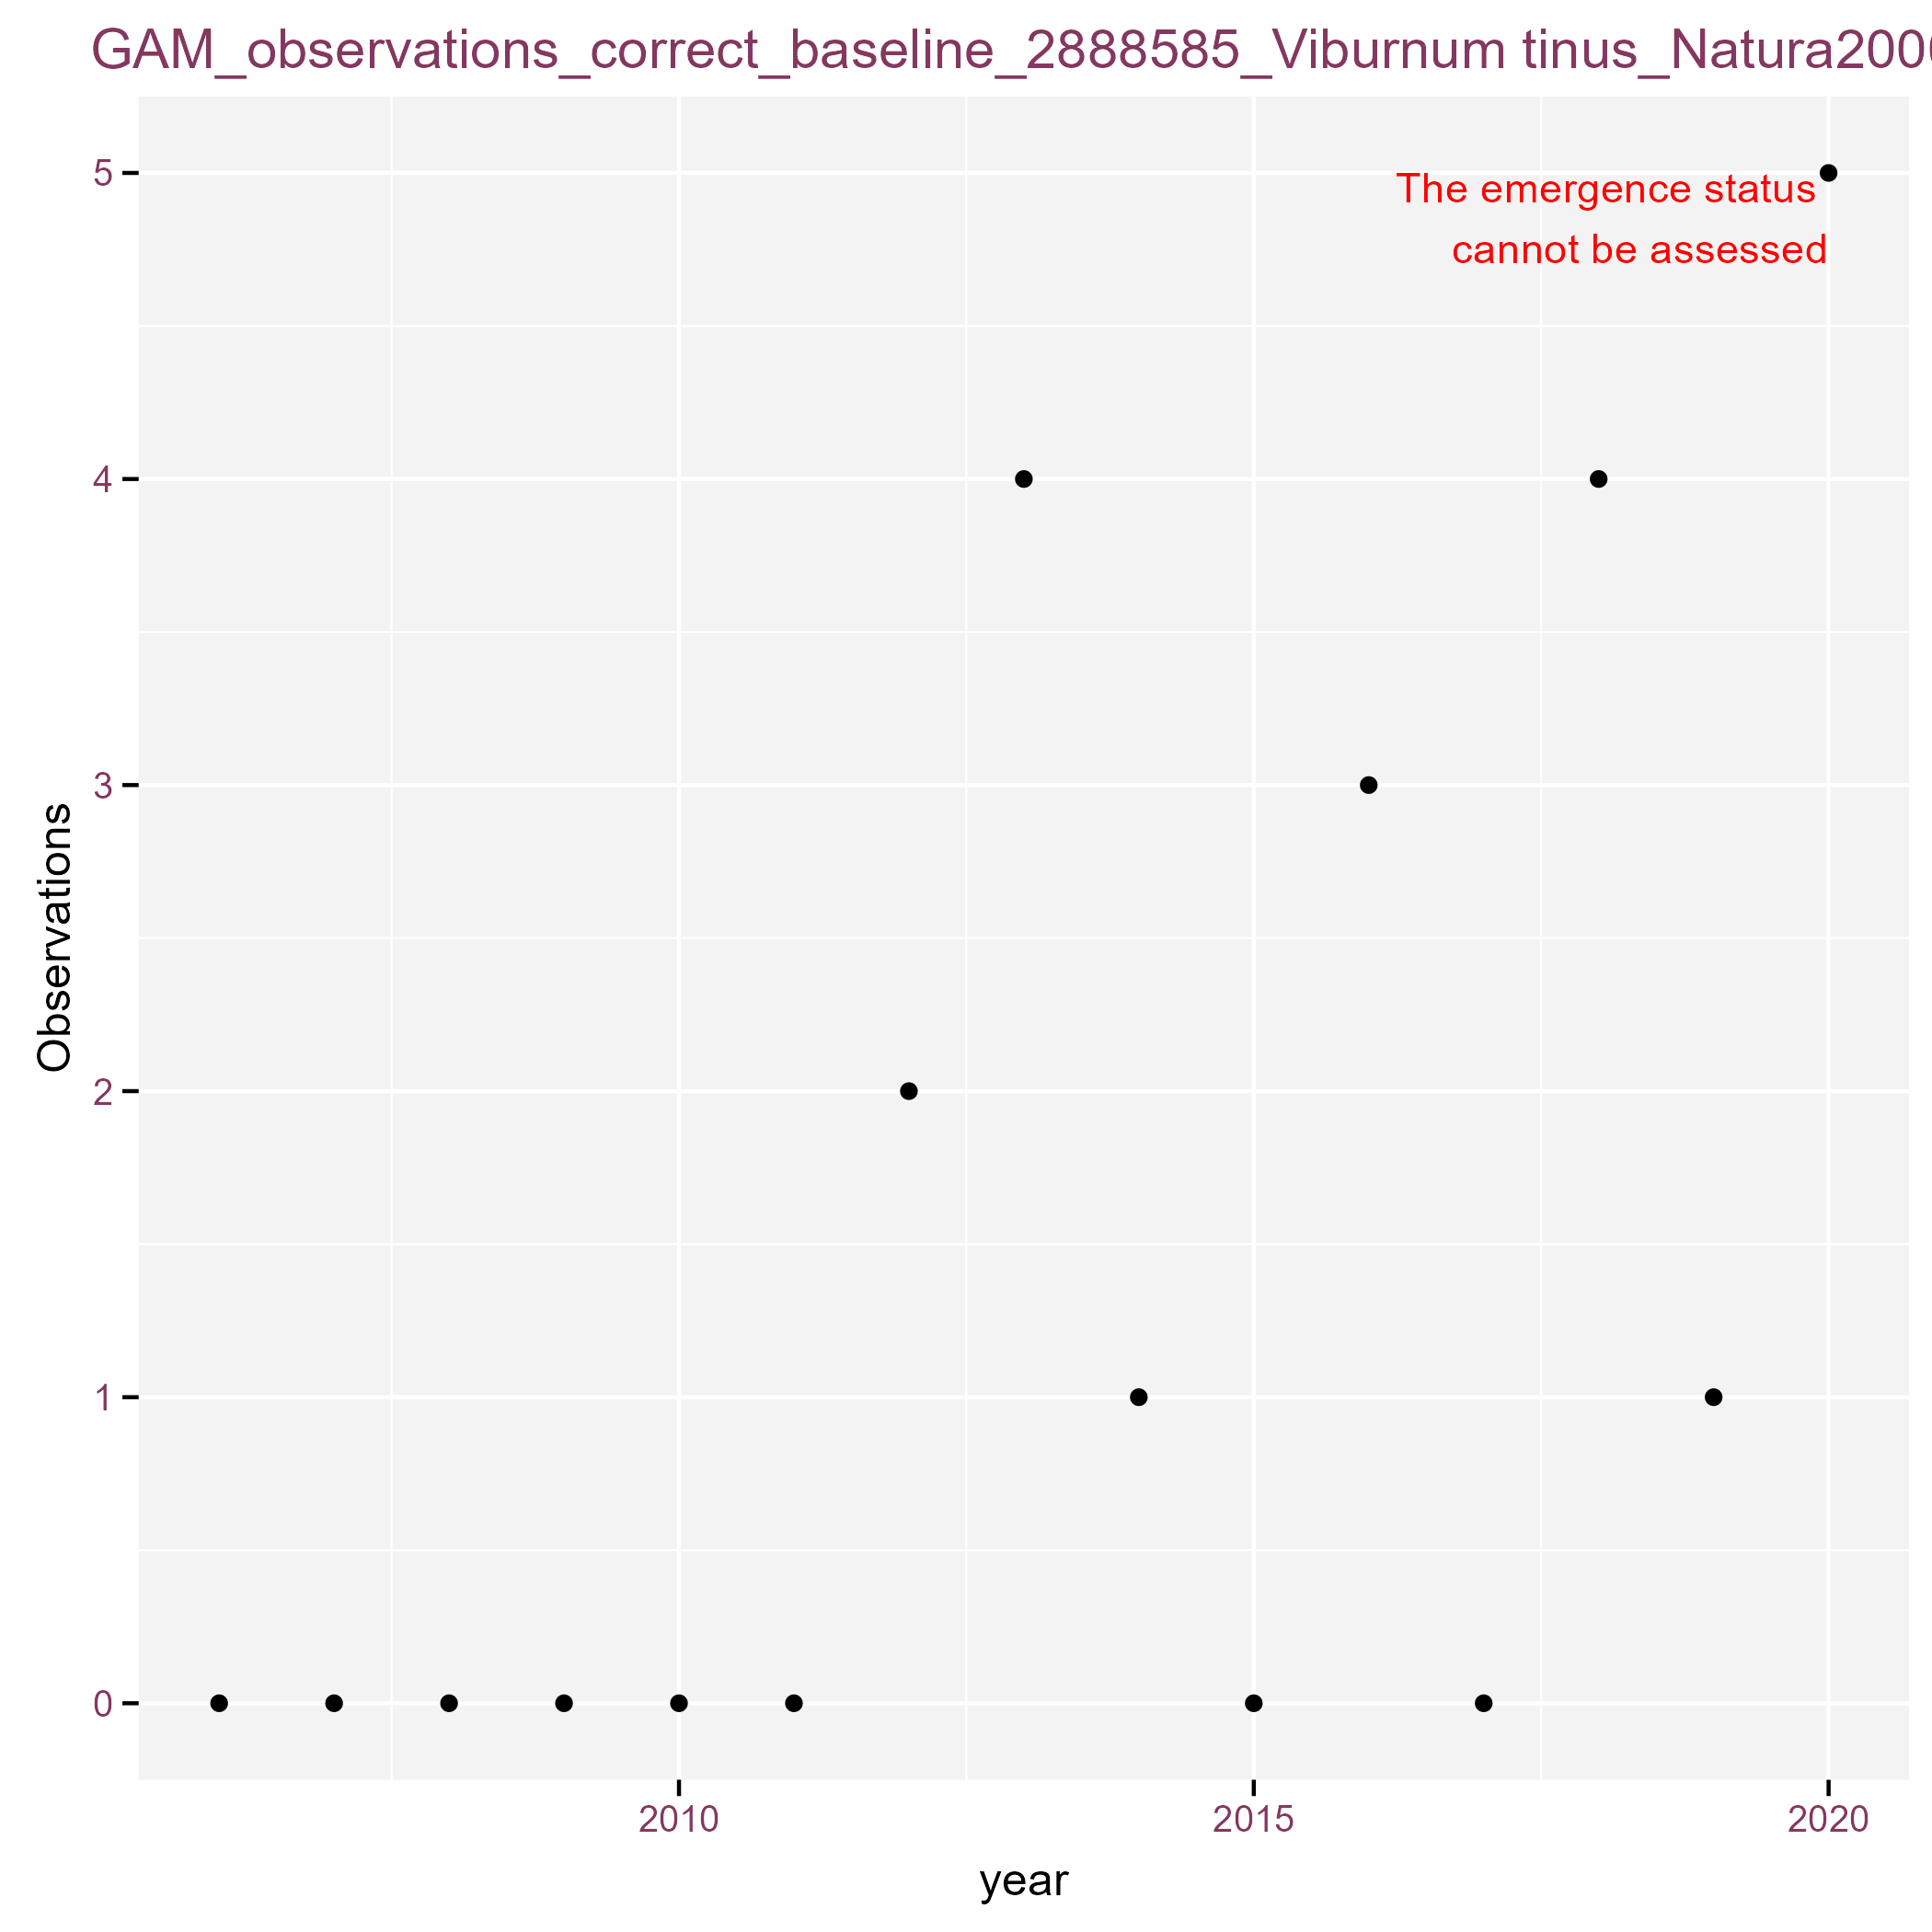 GAM_observations_correct_baseline_2888585_Viburnum tinus_Natura200
5
The emergence status
cannot be assessed
4
3
Observations
2
1
0
2010
2015
2020
year